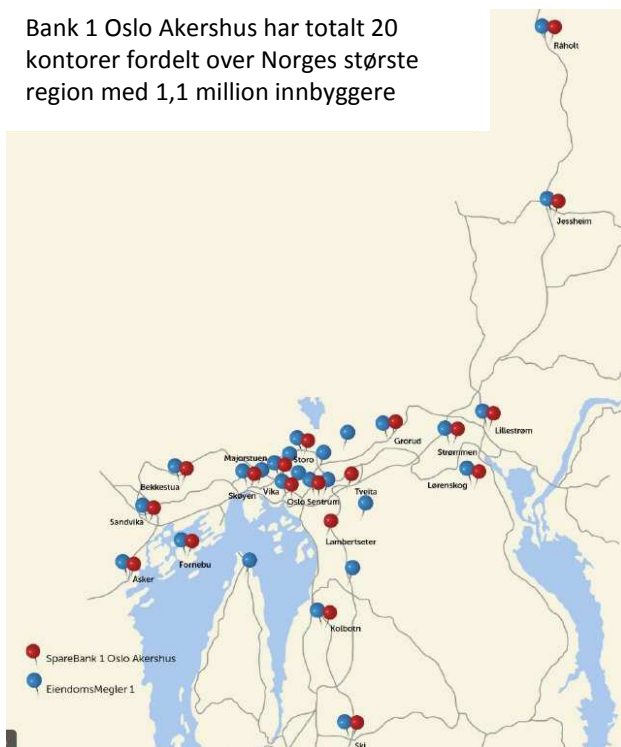 Bank 1 Oslo Akershus har totalt 20
kontorer fordelt over Norges største
region med 1,1 million innbyggere
Råholt
Jessheim
Lillestrøm
Grorud
Strømmen
Majorstuen
Storo
Bekkestua
Lørenskog
Skøyen
Vika
Oslo Sentrum
Tveita
Sandvika
Lambertseter
Fornebu
Asker
Kolbotn
SpareBank 1 Oslo Akershus
EiendomsMegler 1
Ski